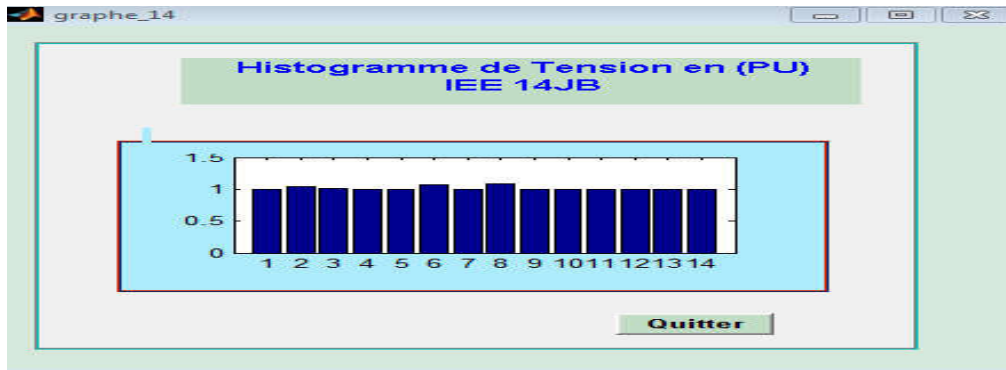 graphe_14
Histogramme de Tension en (PU)
IEE 14JB
1.5
1
0.5
0
1 2 3 4 5 6 7 8 9 10 11 12 13 14
Quitter